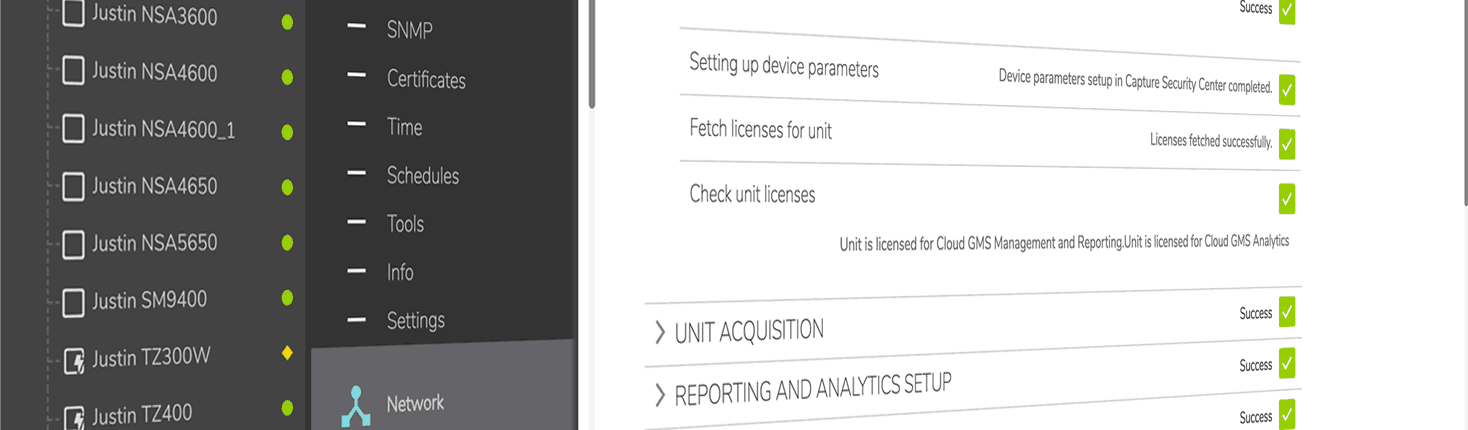 Justin NSA3600
Justin NSA4600
Justin NSA4600_1
Justin NSA4650
Justin NSA5650
Justin SM9400
Justin TZ300W
Justin TZ400
SNMP
Certificates
Time
Schedules
Tools
Info
Settings
Network
Success
Setting up device parameters
Device parameters setup in Capture Security Center completed.
Fetch licenses for unit
Licenses fetched successfully.
Check unit licenses
Unit is licensed for Cloud GMS Management and Reporting.Unit is licensed for Cloud GMS Analytics
UNIT ACQUISITION
Success
REPORTING AND ANALYTICS SETUP
Success
Success